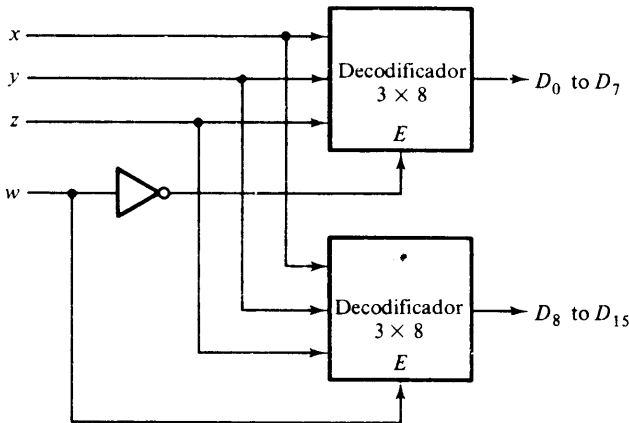 x
y
z
w
Decodificador
3 × 8
E
D0 to D7
Decodificador
3 × 8
E
D8 to D15